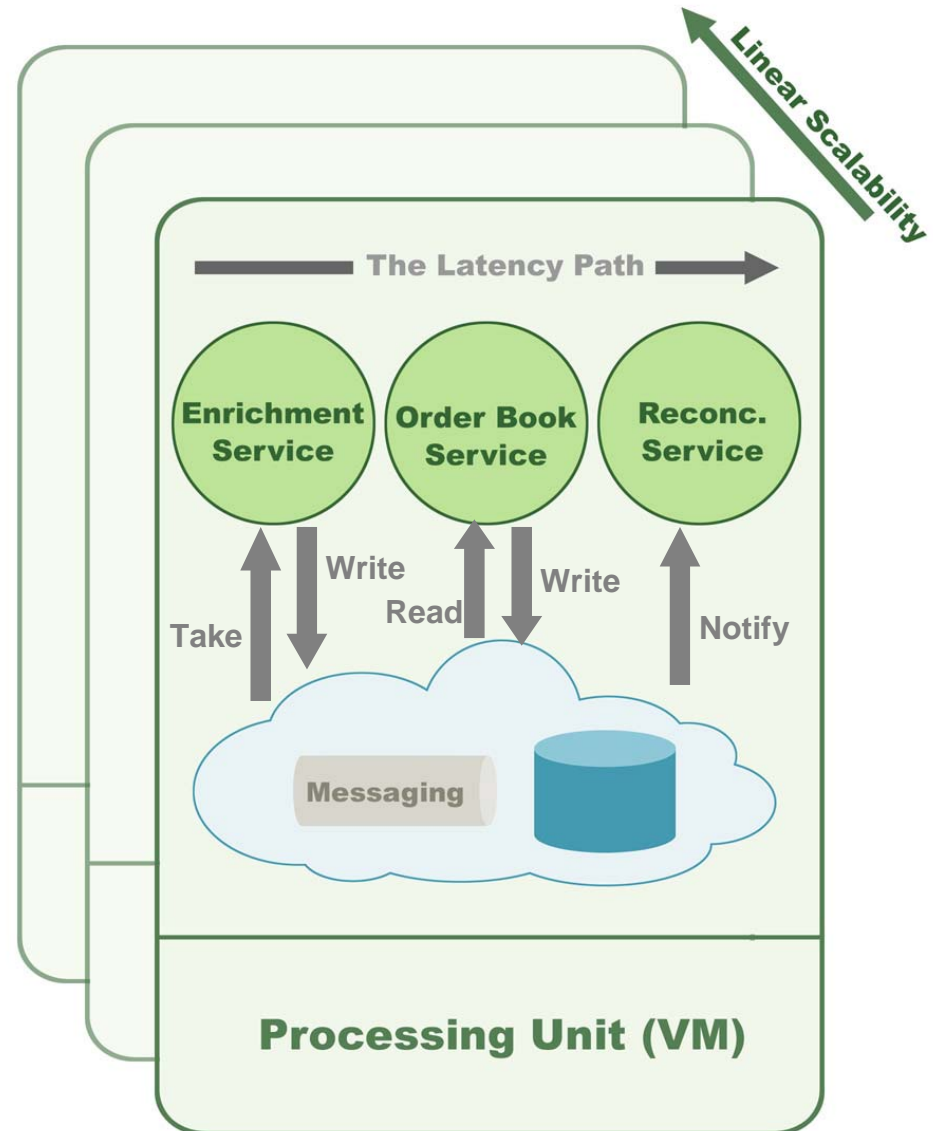 Linear Scalability
The Latency Path
Enrichment
Service
Order Book
Service
Reconc.
Service
Take
Write
Read
Write
Notify
Messaging
Processing Unit (VM)